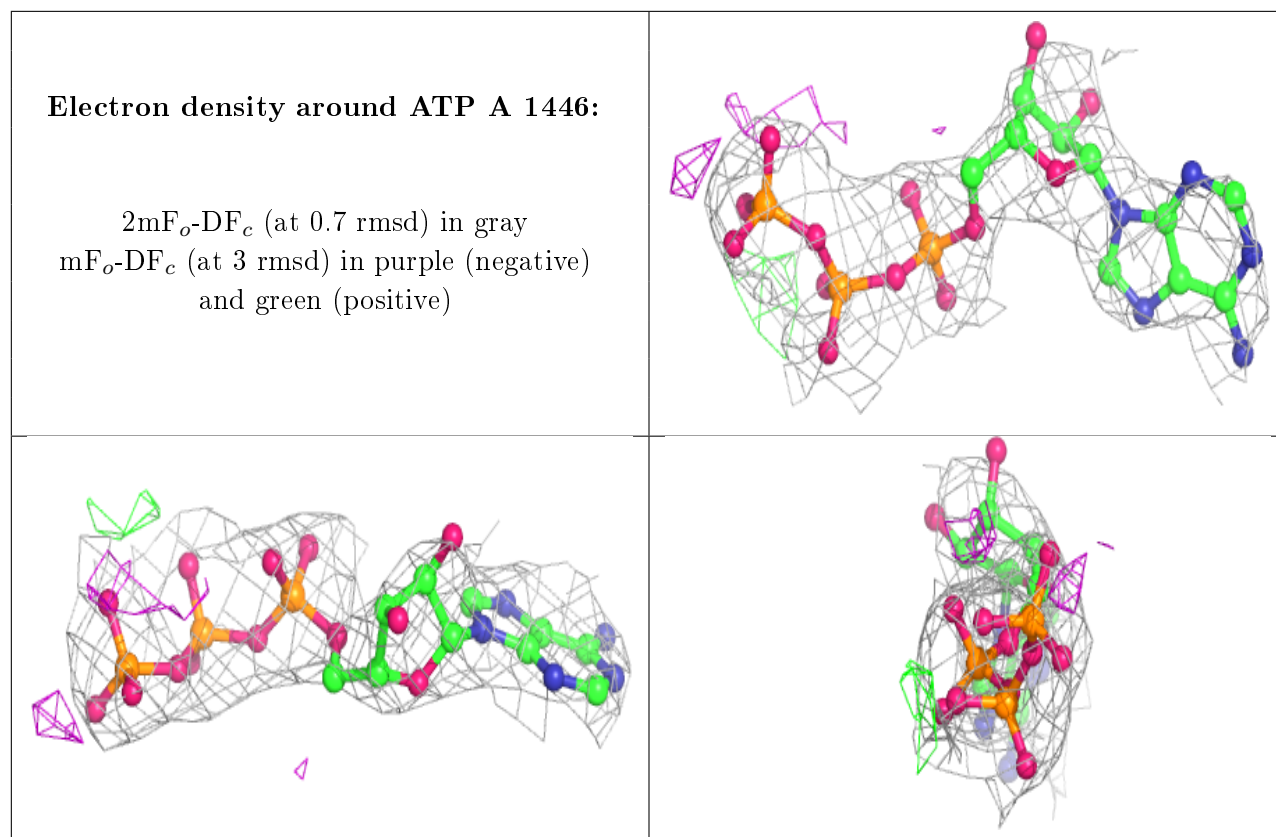 Electron density around ATP A 1446:
2mFₒ-DF𝒸 (at 0.7 rmsd) in gray
mFₒ-DF𝒸 (at 3 rmsd) in purple (negative)
and green (positive)